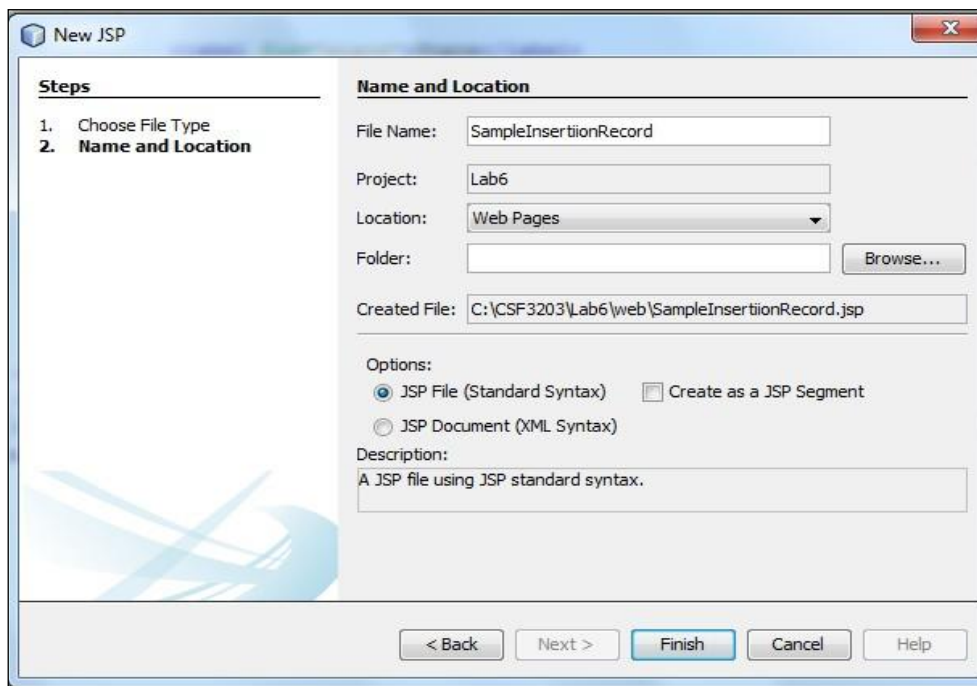 New JSP
Steps
1. Choose File Type
2. Name and Location
Name and Location
File Name: SampleInsertiionRecord
Project: Lab6
Location: Web Pages
Folder: Browse...
Created File: C:\CSF3203\Lab6\web\SampleInsertiionRecord.jsp
Options:
JSP File (Standard Syntax) Create as a JSP Segment
JSP Document (XML Syntax)
Description:
A JSP file using JSP standard syntax.
< Back Next > Finish Cancel Help